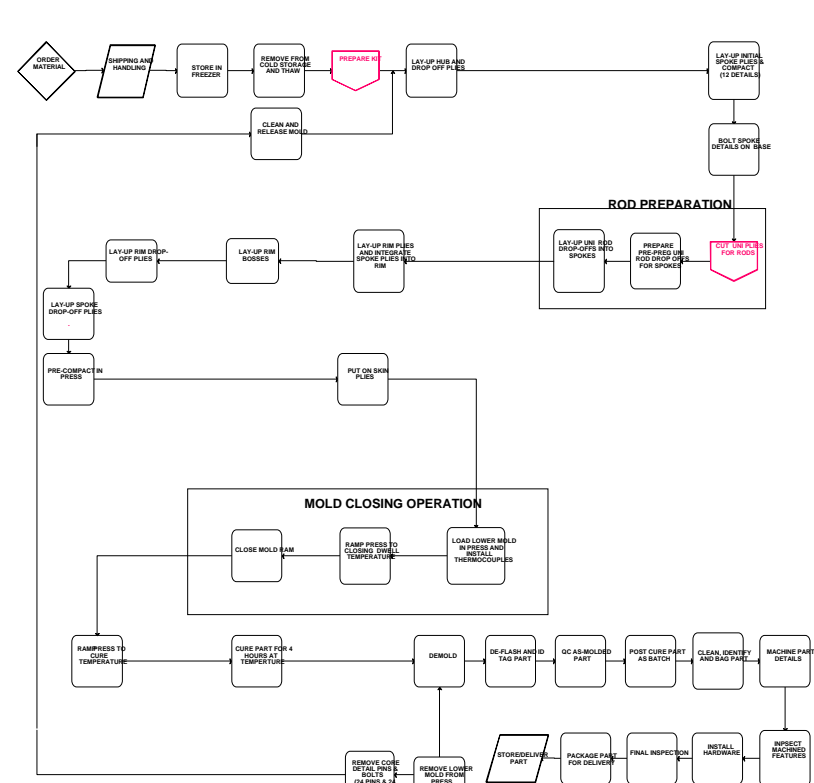 ORDER
MATERIAL
SHIPPING AND
HANDLING
STORE IN
FREEZER
REMOVE FROM
COLD STORAGE
AND THAW
PREPARE KIT
LAY-UP HUB AND
DROP OFF PLIES
LAY-UP INITIAL
SPOKE PLIES &
COMPACT
(12 DETAILS)
CLEAN AND
RELEASE MOLD
BOLT SPOKE
DETAILS ON BASE
ROD PREPARATION
CUT UNI PLIES
FOR RODS
PREPARE
PRE-PREG UNI
ROD DROP OFFS
FOR SPOKES
LAY-UP UNI ROD
DROP-OFFS INTO
SPOKES
LAY-UP RIM PLIES
AND INTEGRATE
SPOKE PLIES INTO
RIM
LAY-UP RIM
BOSSES
LAY-UP RIM DROP-
OFF PLIES
LAY-UP SPOKE
DROP-OFF PLIES
.
PRE-COMPACT IN
PRESS
PUT ON SKIN
PLIES
MOLD CLOSING OPERATION
LOAD LOWER MOLD
IN PRESS AND
INSTALL
THERMOCOUPLES
RAMP PRESS TO
CLOSING DWELL
TEMPERATURE
CLOSE MOLD RAM
RAMP PRESS TO
CURE
TEMPERATURE
CURE PART FOR 4
HOURS AT
TEMPERTURE
DEMOLD
DE-FLASH AND ID
TAG PART
QC AS-MOLDED
PART
POST CURE PART
AS BATCH
CLEAN, IDENTIFY
AND BAG PART
MACHINE PART
DETAILS
INPSECT
MACHINED
FEATURES
INSTALL
HARDWARE
FINAL INSPECTION
PACKAGE PART
FOR DELIVERY
STORE/DELIVER
PART
REMOVE LOWER
MOLD FROM
PRESS
REMOVE CORE
DETAIL PINS &
BOLTS
(24 PINS & 24